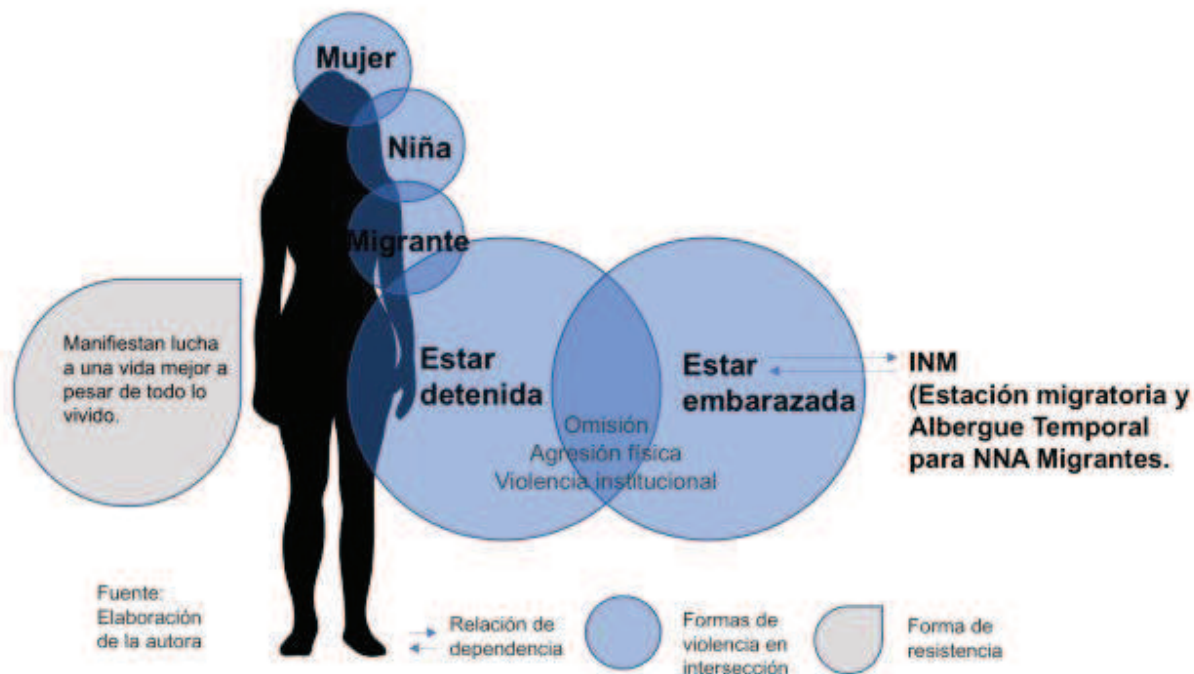 Mujer
Niña
Migrante
Manifiestan lucha
a una vida mejor a
pesar de todo lo
vivido.
Estar
detenida
Estar
embarazada
Omisión
Agresión física
Violencia institucional
INM
(Estación migratoria y
Albergue Temporal
para NNA Migrantes.
Fuente:
Elaboración
de la autora
Relación de
dependencia
Formas de
violencia en
intersección
Forma de
resistencia